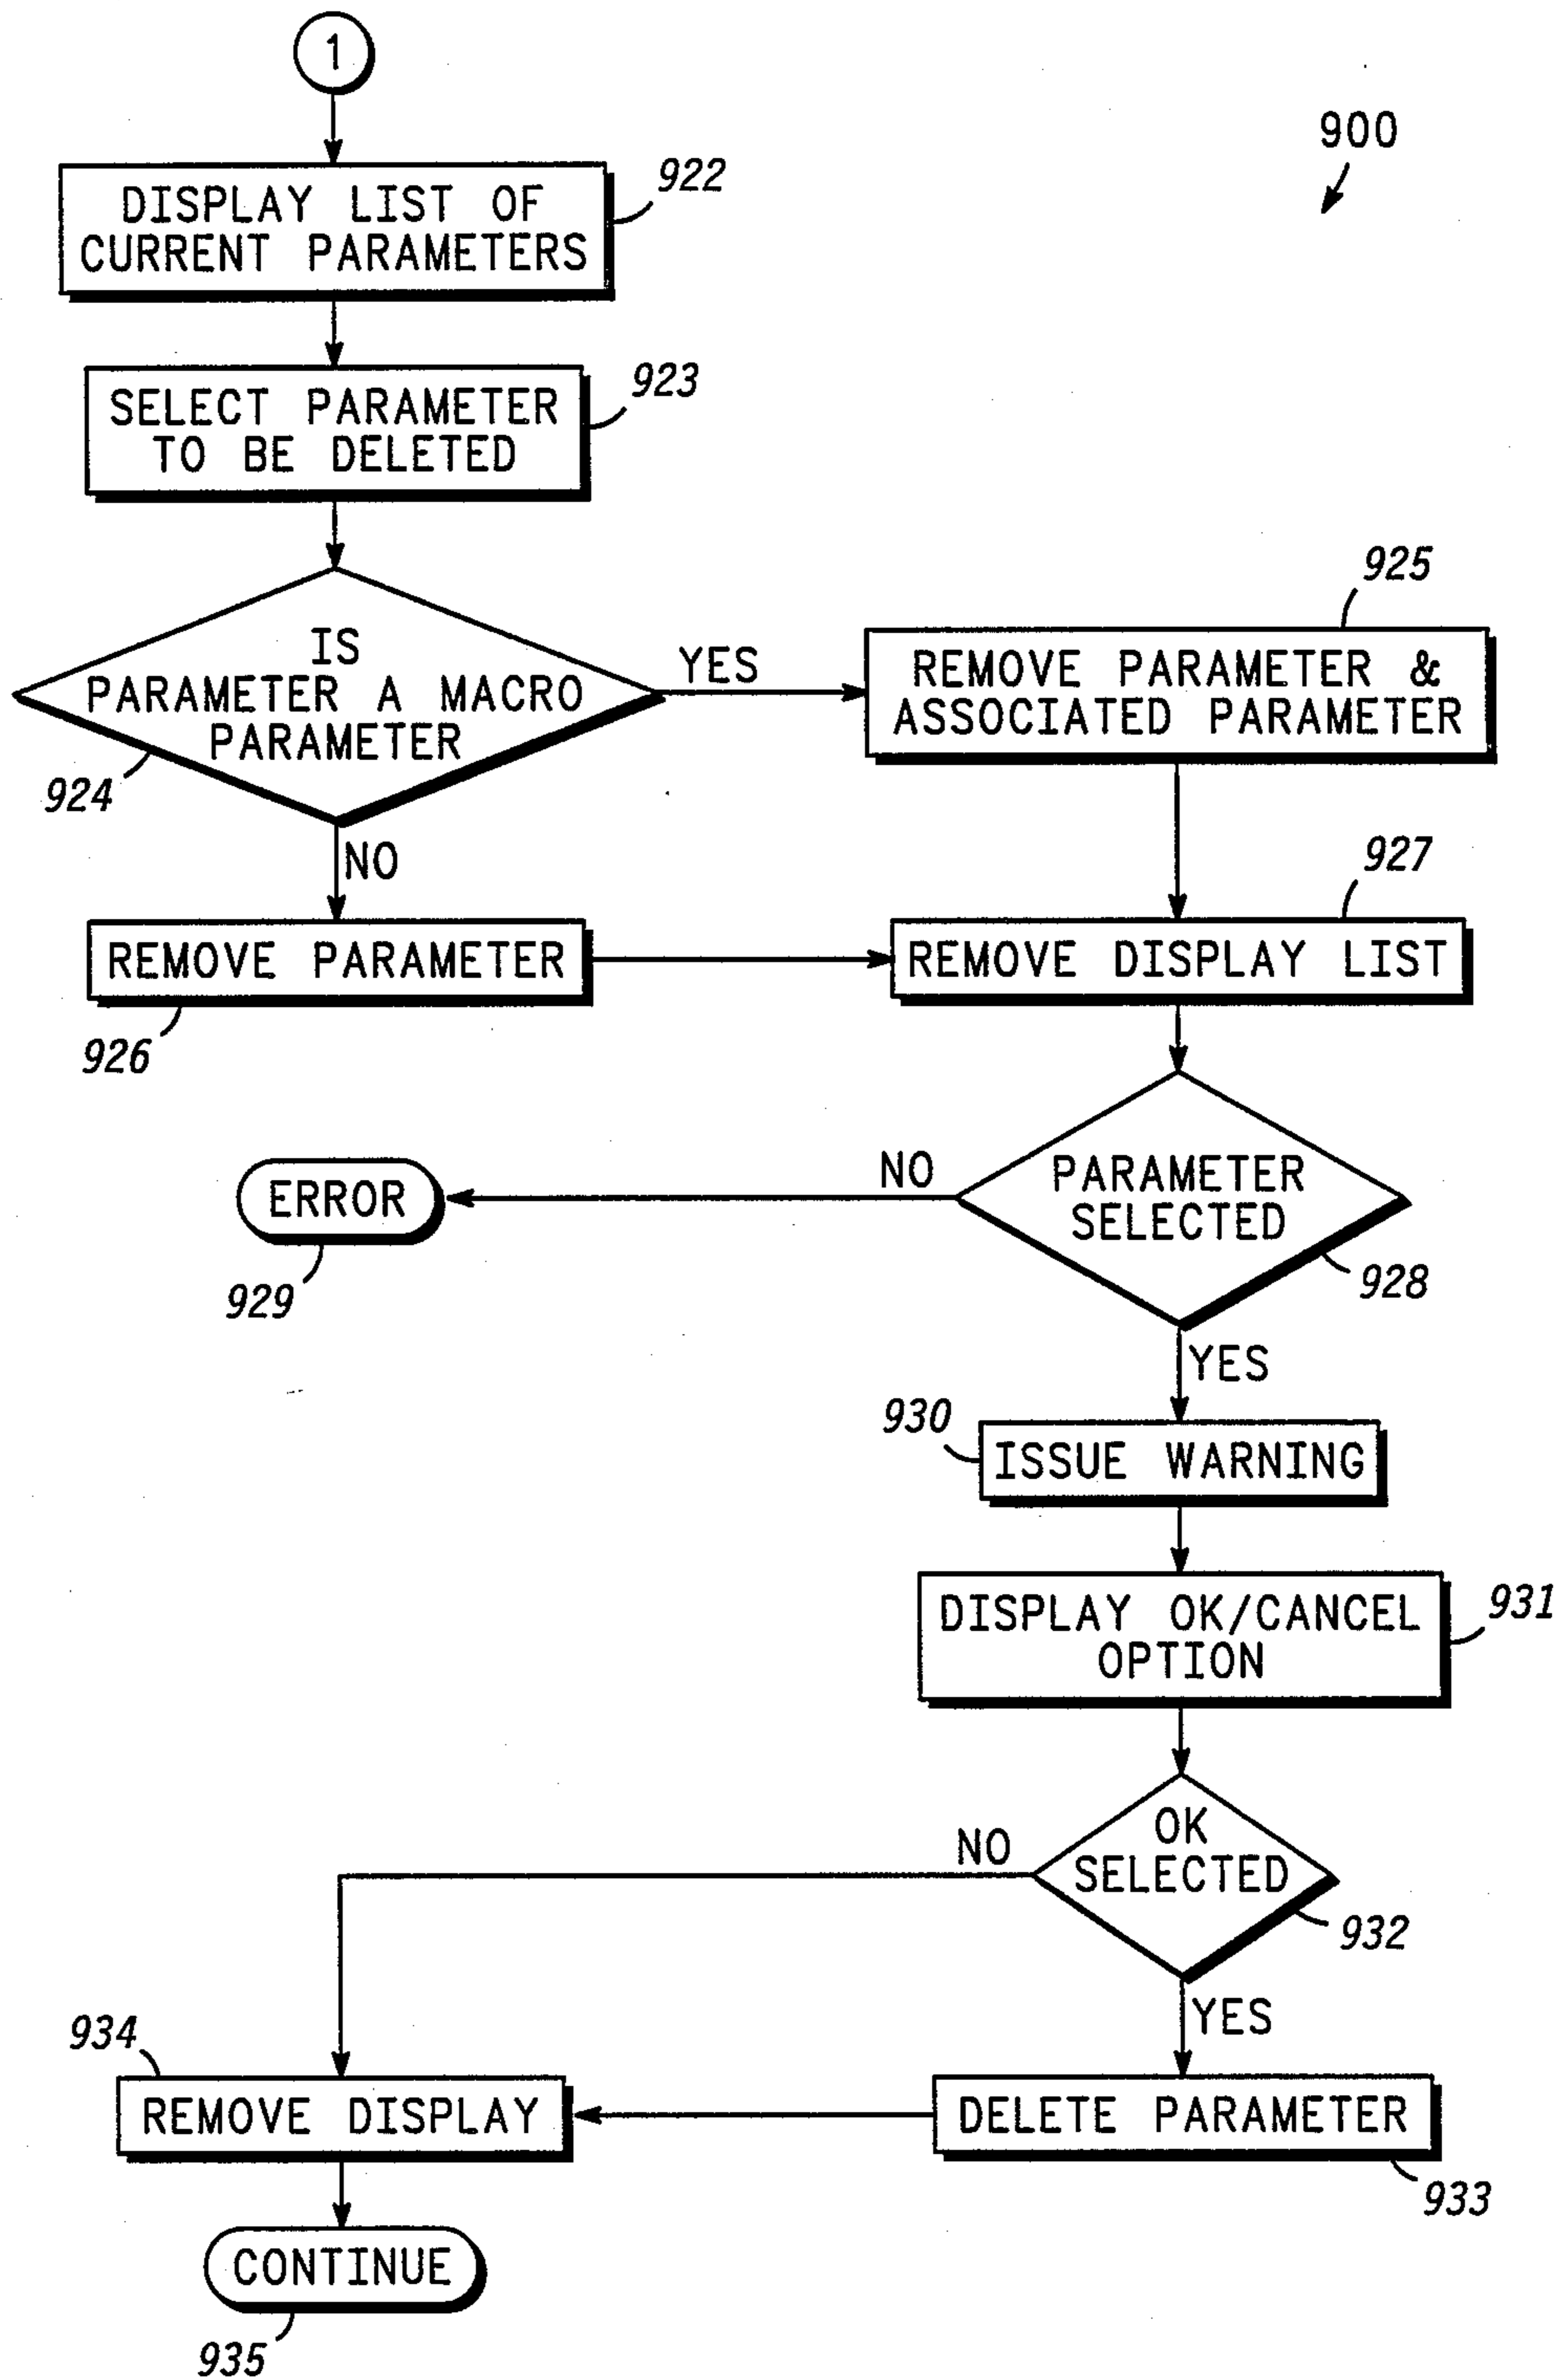 1
900
922
DISPLAY LIST OF
CURRENT PARAMETERS
923
SELECT PARAMETER
TO BE DELETED
IS
PARAMETER A MACRO
PARAMETER
924
YES
925
REMOVE PARAMETER &
ASSOCIATED PARAMETER
NO
REMOVE PARAMETER
926
927
REMOVE DISPLAY LIST
PARAMETER
SELECTED
928
NO
ERROR
929
YES
930
ISSUE WARNING
DISPLAY OK/CANCEL
OPTION
931
OK
SELECTED
932
NO
YES
934
REMOVE DISPLAY
DELETE PARAMETER
933
CONTINUE
935